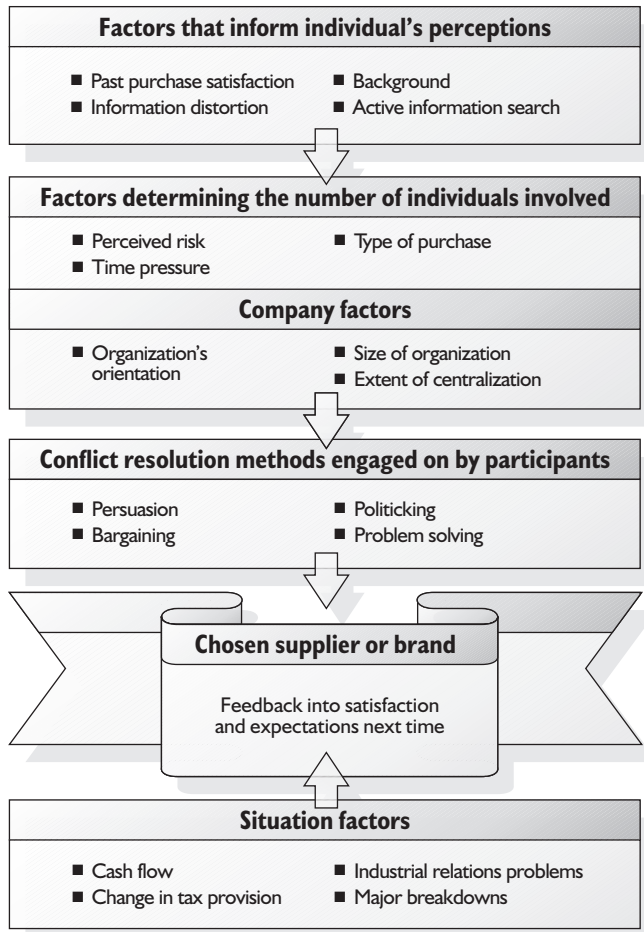 Factors that inform individual's perceptions
■ Past purchase satisfaction
■ Information distortion
■ Background
■ Active information search
Factors determining the number of individuals involved
■ Perceived risk
■ Time pressure
■ Type of purchase
Company factors
■ Organization's
orientation
■ Size of organization
■ Extent of centralization
Conflict resolution methods engaged on by participants
■ Persuasion
■ Bargaining
■ Politicking
■ Problem solving
Chosen supplier or brand
Feedback into satisfaction
and expectations next time
Situation factors
■ Cash flow
■ Change in tax provision
■ Industrial relations problems
■ Major breakdowns